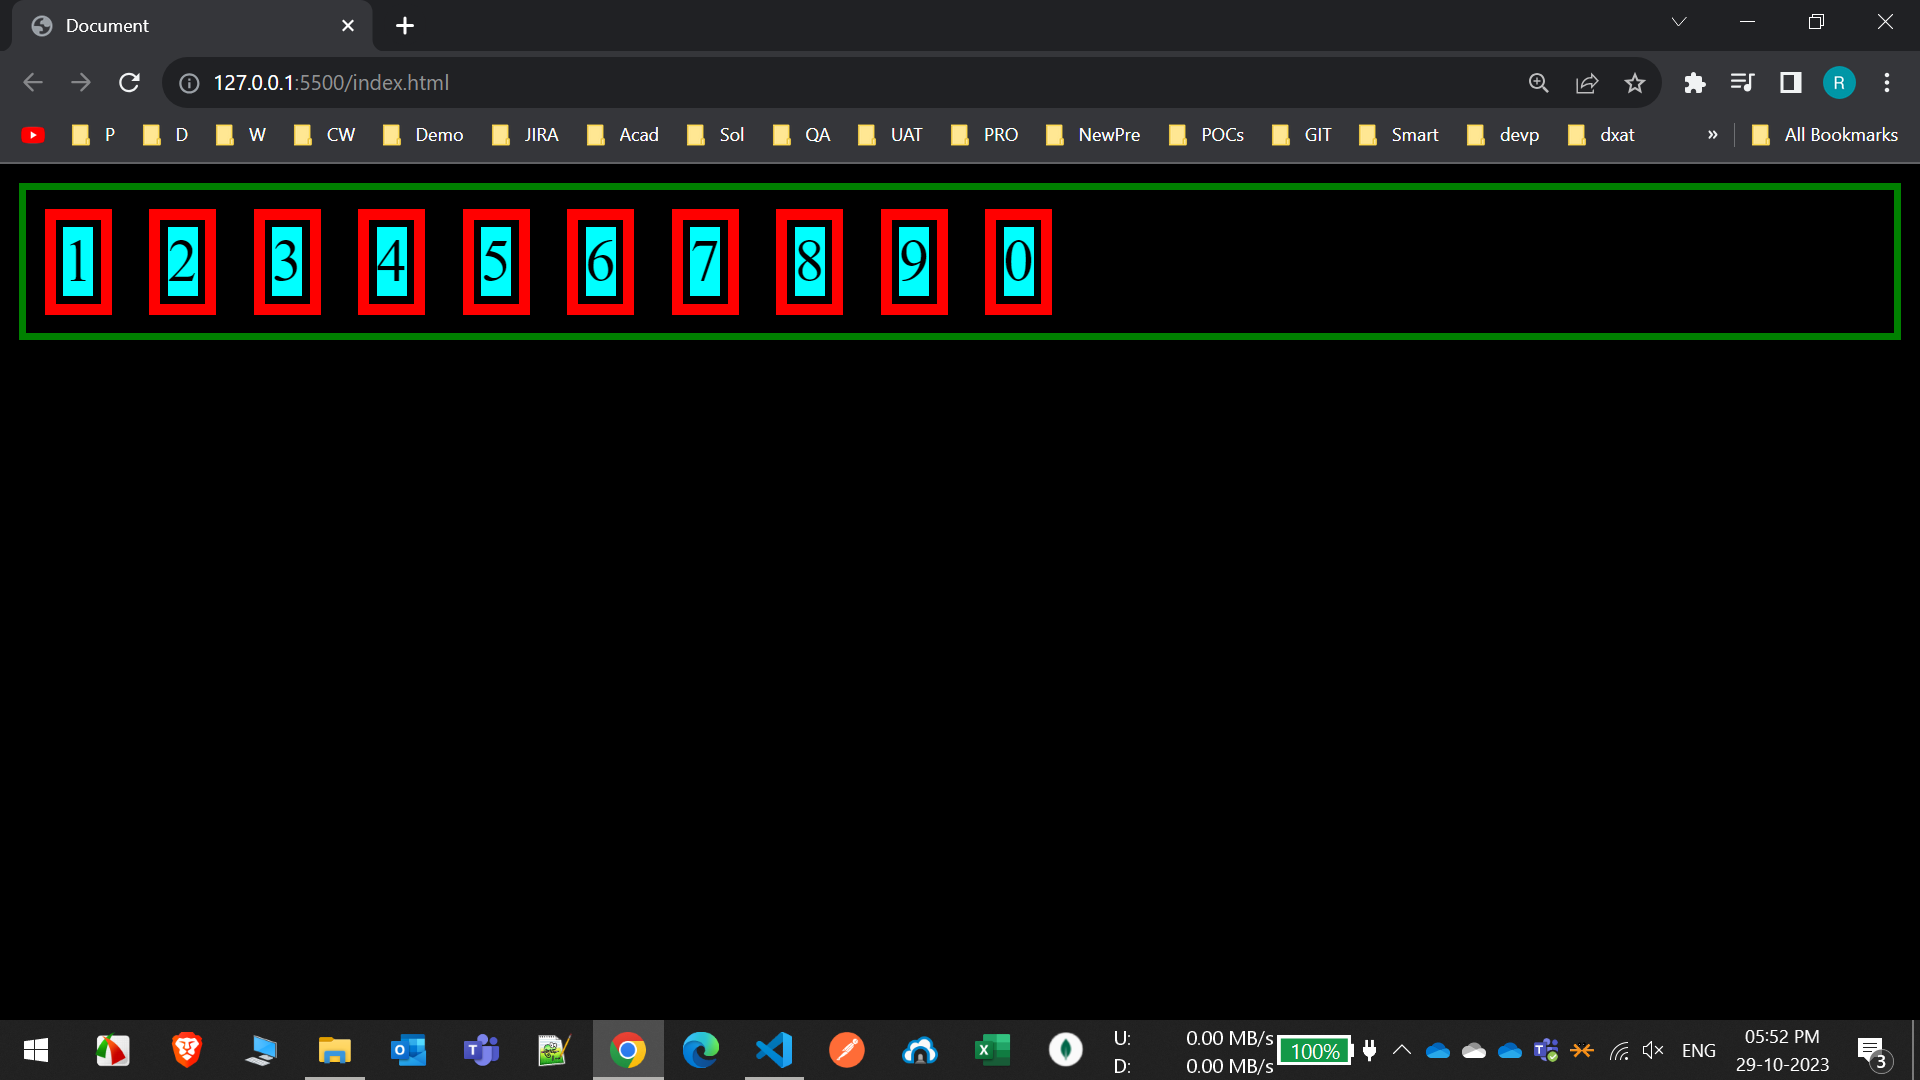 Document
127.0.0.1:5500/index.html
R
P D W CW Demo JIRA Acad Sol QA UAT PRO NewPre POCs GIT Smart devp dxat » All Bookmarks
1 2 3 4 5 6 7 8 9 0
U: 0.00 MB/s
D: 0.00 MB/s
100%
ENG
05:52 PM
29-10-2023
3